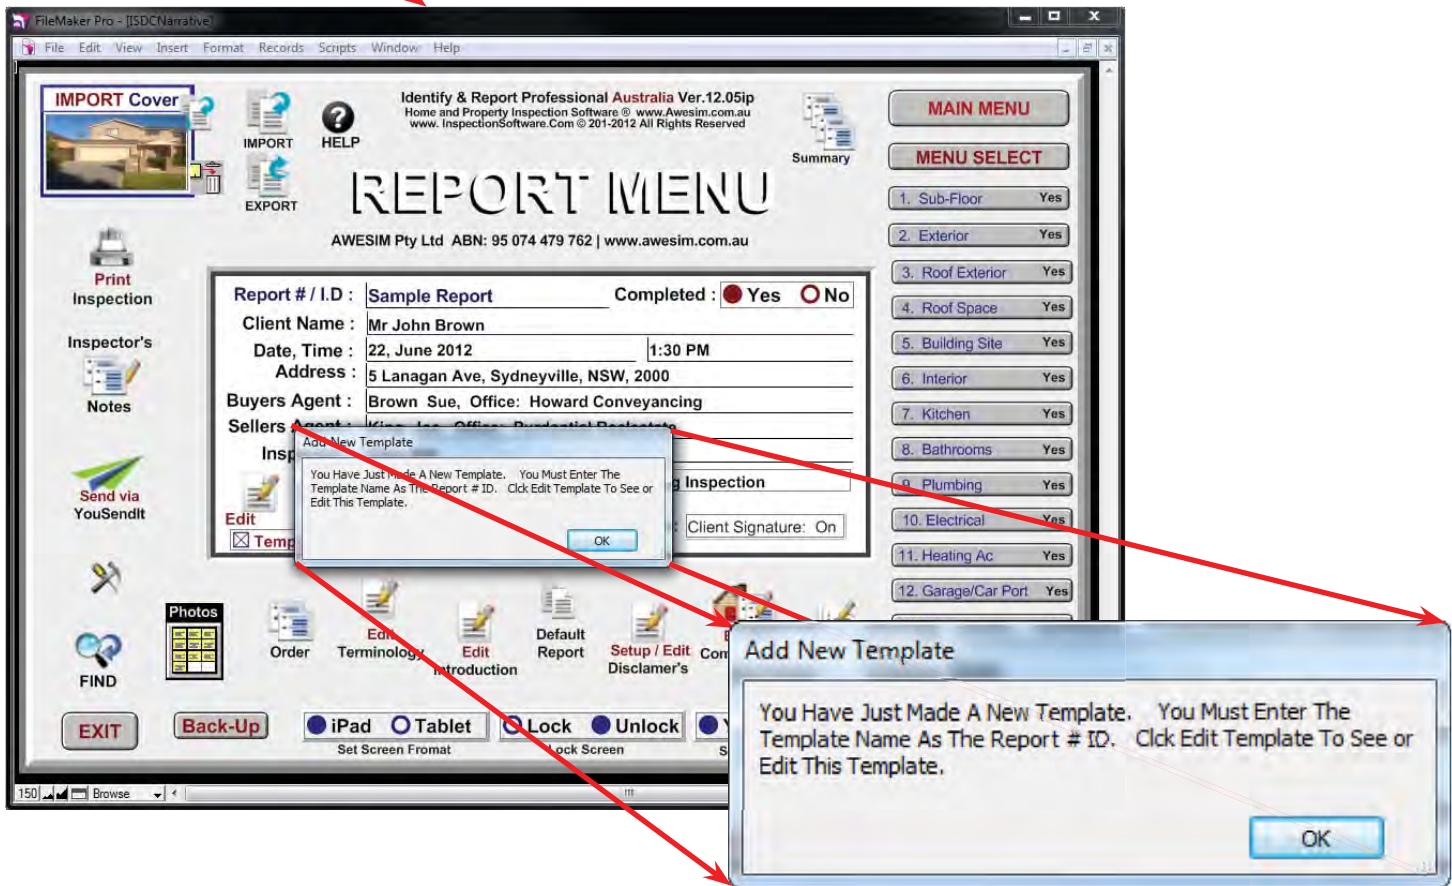 FileMaker Pro - [ISDCNarrative]
File Edit View Insert Format Records Scripts Window Help
IMPORT Cover
IMPORT
EXPORT
HELP
Identify & Report Professional Australia Ver.12.05ip
Home and Property Inspection Software ® www.Awesim.com.au
www. InspectionSoftware.Com © 201-2012 All Rights Reserved
Summary
REPORT MENU
AWESIM Pty Ltd ABN: 95 074 479 762 | www.awesim.com.au
MAIN MENU
MENU SELECT
1. Sub-Floor Yes
2. Exterior Yes
3. Roof Exterior Yes
4. Roof Space Yes
5. Building Site Yes
6. Interior Yes
7. Kitchen Yes
8. Bathrooms Yes
9. Plumbing Yes
10. Electrical Yes
11. Heating Ac Yes
12. Garage/Car Port Yes
Print
Inspection
Inspector's
Notes
Send via
YouSendIt
FIND
Report # / I.D : Sample Report Completed : Yes No
Client Name : Mr John Brown
Date, Time : 22, June 2012 1:30 PM
Address : 5 Lanagan Ave, Sydneyville, NSW, 2000
Buyers Agent : Brown Sue, Office: Howard Conveyancing
Sellers Agent :
Insp
g Inspection
Edit
Temp
: Client Signature: On
Add New Template
You Have Just Made A New Template. You Must Enter The
Template Name As The Report # ID. Clck Edit Template To See or
Edit This Template.
OK
Photos
Order
Edit
Terminology
Edit
Introduction
Default
Report
Setup / Edit
Disclamer's
Com
EXIT
Back-Up
iPad Tablet
Set Screen Fromat
Lock Unlock
Lock Screen
S
150 Browse
Add New Template
You Have Just Made A New Template. You Must Enter The
Template Name As The Report # ID. Clck Edit Template To See or
Edit This Template.
OK